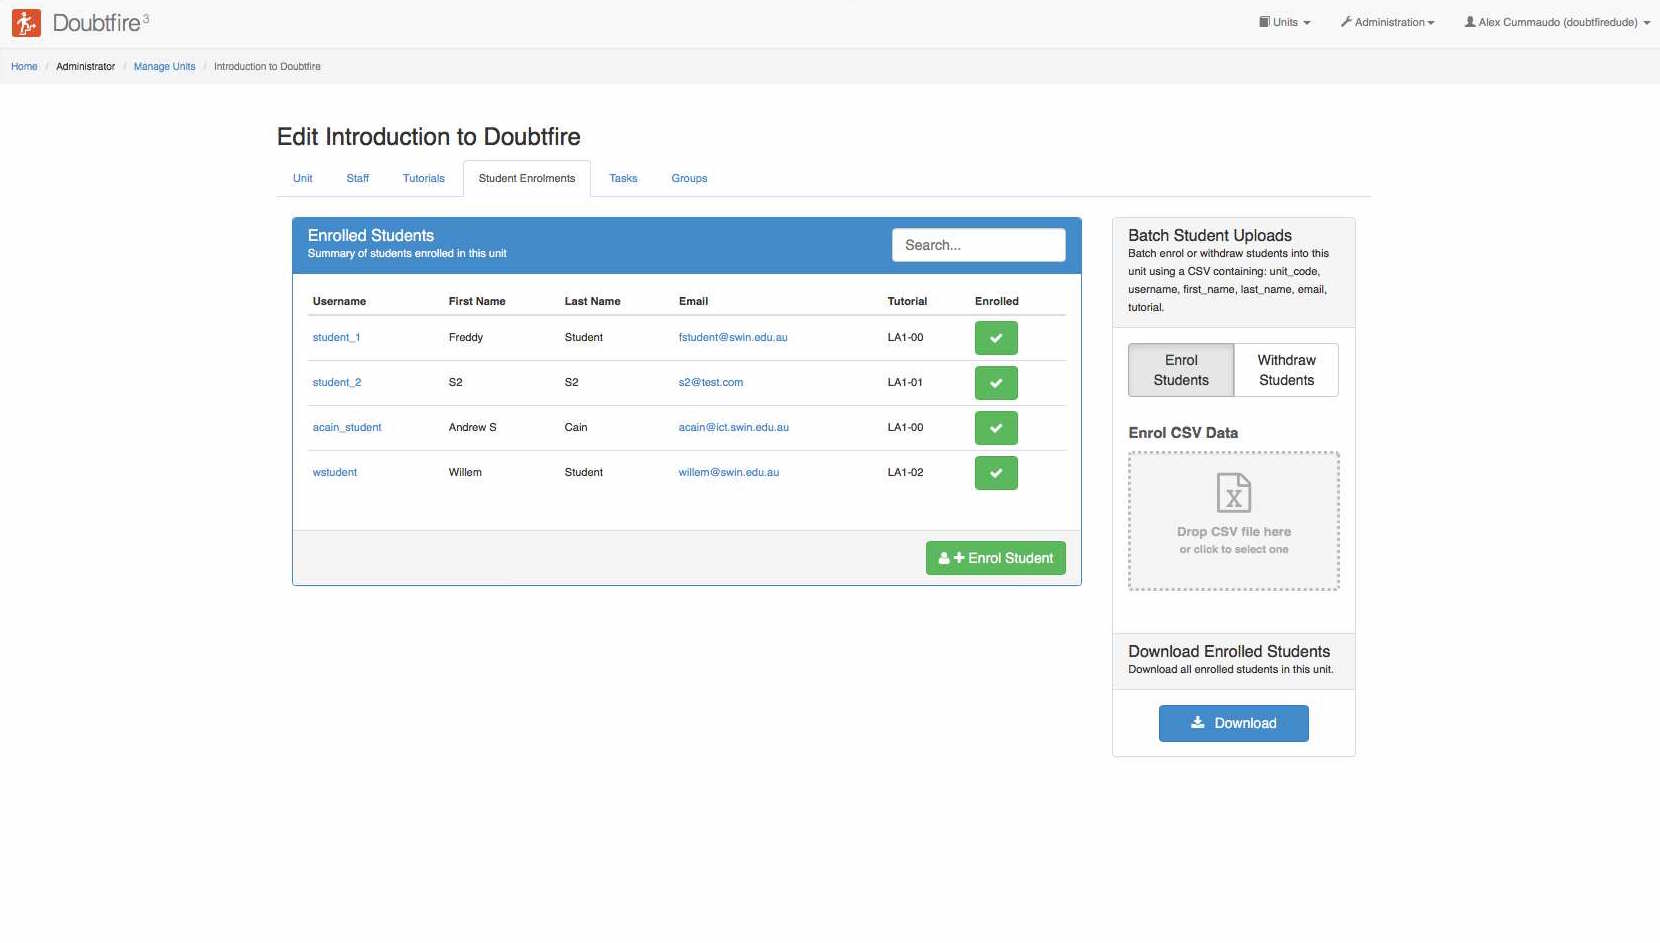 Doubtfire3
Units
Administration
Alex Cummaudo (doubtfiredude)
Home / Administrator / Manage Units / Introduction to Doubtfire
Edit Introduction to Doubtfire
Unit
Staff
Tutorials
Student Enrolments
Tasks
Groups
Enrolled Students
Summary of students enrolled in this unit
Search...
Username First Name Last Name Email Tutorial Enrolled
student_1 Freddy Student fstudent@swin.edu.au LA1-00
student_2 S2 S2 s2@test.com LA1-01
acain_student Andrew S Cain acain@ict.swin.edu.au LA1-00
wstudent Willem Student willem@swin.edu.au LA1-02
Enrol Student
Batch Student Uploads
Batch enrol or withdraw students into this
unit using a CSV containing: unit_code,
username, first_name, last_name, email,
tutorial.
Enrol
Students
Withdraw
Students
Enrol CSV Data
X
Drop CSV file here
or click to select one
Download Enrolled Students
Download all enrolled students in this unit.
Download